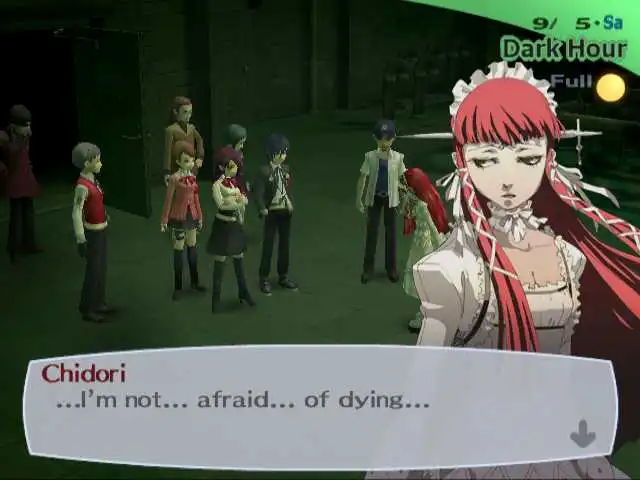 9/ 5・Sa
Dark Hour
Full
Chidori
...I'm not... afraid... of dying...